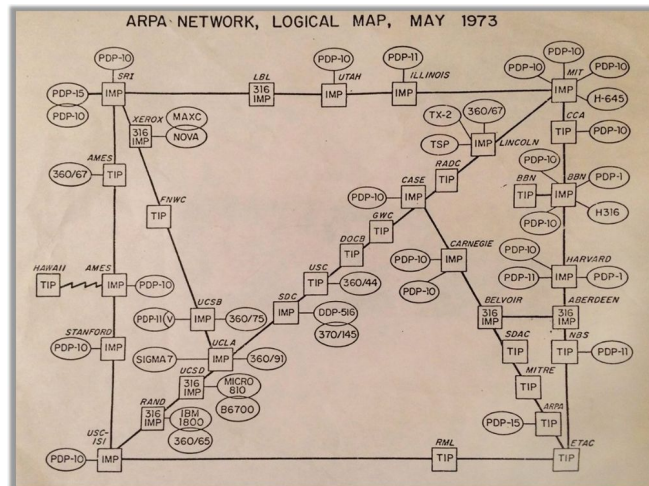 ARPA NETWORK, LOGICAL MAP, MAY 1973
PDP-10
SRI
IMP
PDP-15
PDP-10
LBL
316
IMP
PDP-10
UTAH
IMP
PDP-11
ILLINOIS
IMP
PDP-10
PDP-10
MIT
IMP
PDP-10
H-645
XEROX
316
IMP
MAXC
NOVA
TX-2
360/67
TSP
IMP
LINCOLN
CCA
TIP
PDP-10
AMES
360/67
TIP
RADC
TIP
BBN
TIP
PDP-10
BBN
IMP
PDP-1
PDP-10
H316
FNWC
TIP
CASE
PDP-10
IMP
GWC
TIP
DOCB
TIP
CARNEGIE
PDP-10
IMP
PDP-10
HAWAII
TIP
AMES
IMP
PDP-10
USC
TIP
360/44
PDP-10
HARVARD
PDP-11
IMP
PDP-1
UCSB
PDP-11
V
IMP
360/75
SDC
IMP
DDP-516
370/145
BELVOIR
316
IMP
ABERDEEN
316
IMP
STANFORD
PDP-10
IMP
UCLA
SIGMA 7
IMP
360/91
SDAC
TIP
NBS
TIP
PDP-11
UCSD
316
IMP
MICRO
810
B6700
MITRE
TIP
RAND
316
IMP
IBM
1800
360/65
ARPA
PDP-15
TIP
USC-
ISI
PDP-10
IMP
RML
TIP
ETAC
TIP